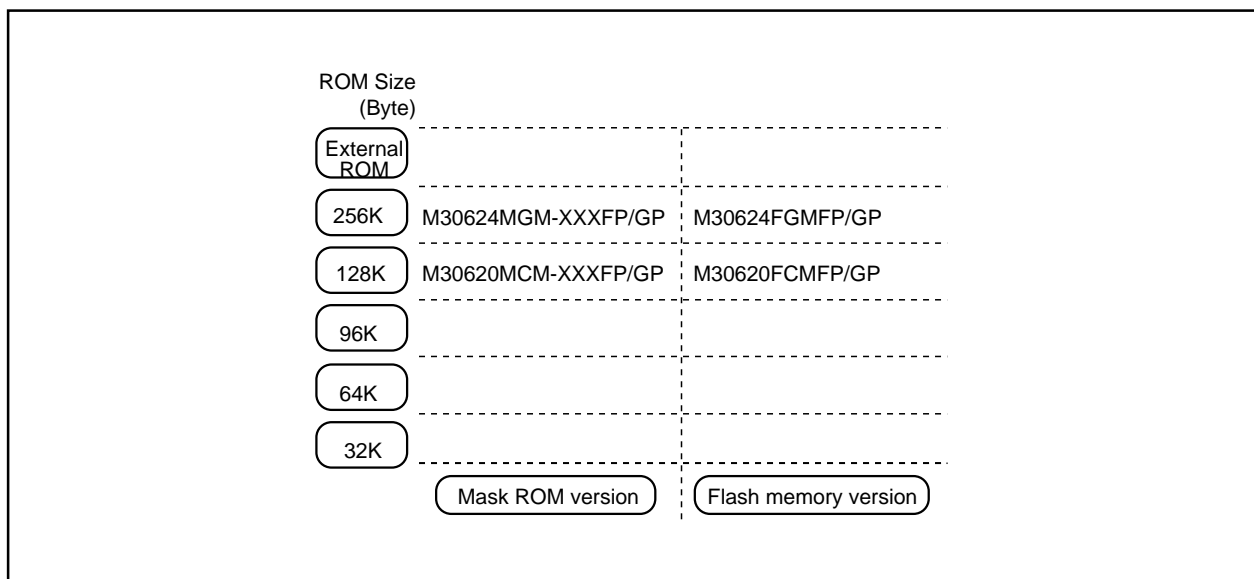 ROM Size
(Byte)
External
ROM
256K M30624MGM-XXXFP/GP M30624FGMFP/GP
128K M30620MCM-XXXFP/GP M30620FCMFP/GP
96K
64K
32K
Mask ROM version Flash memory version